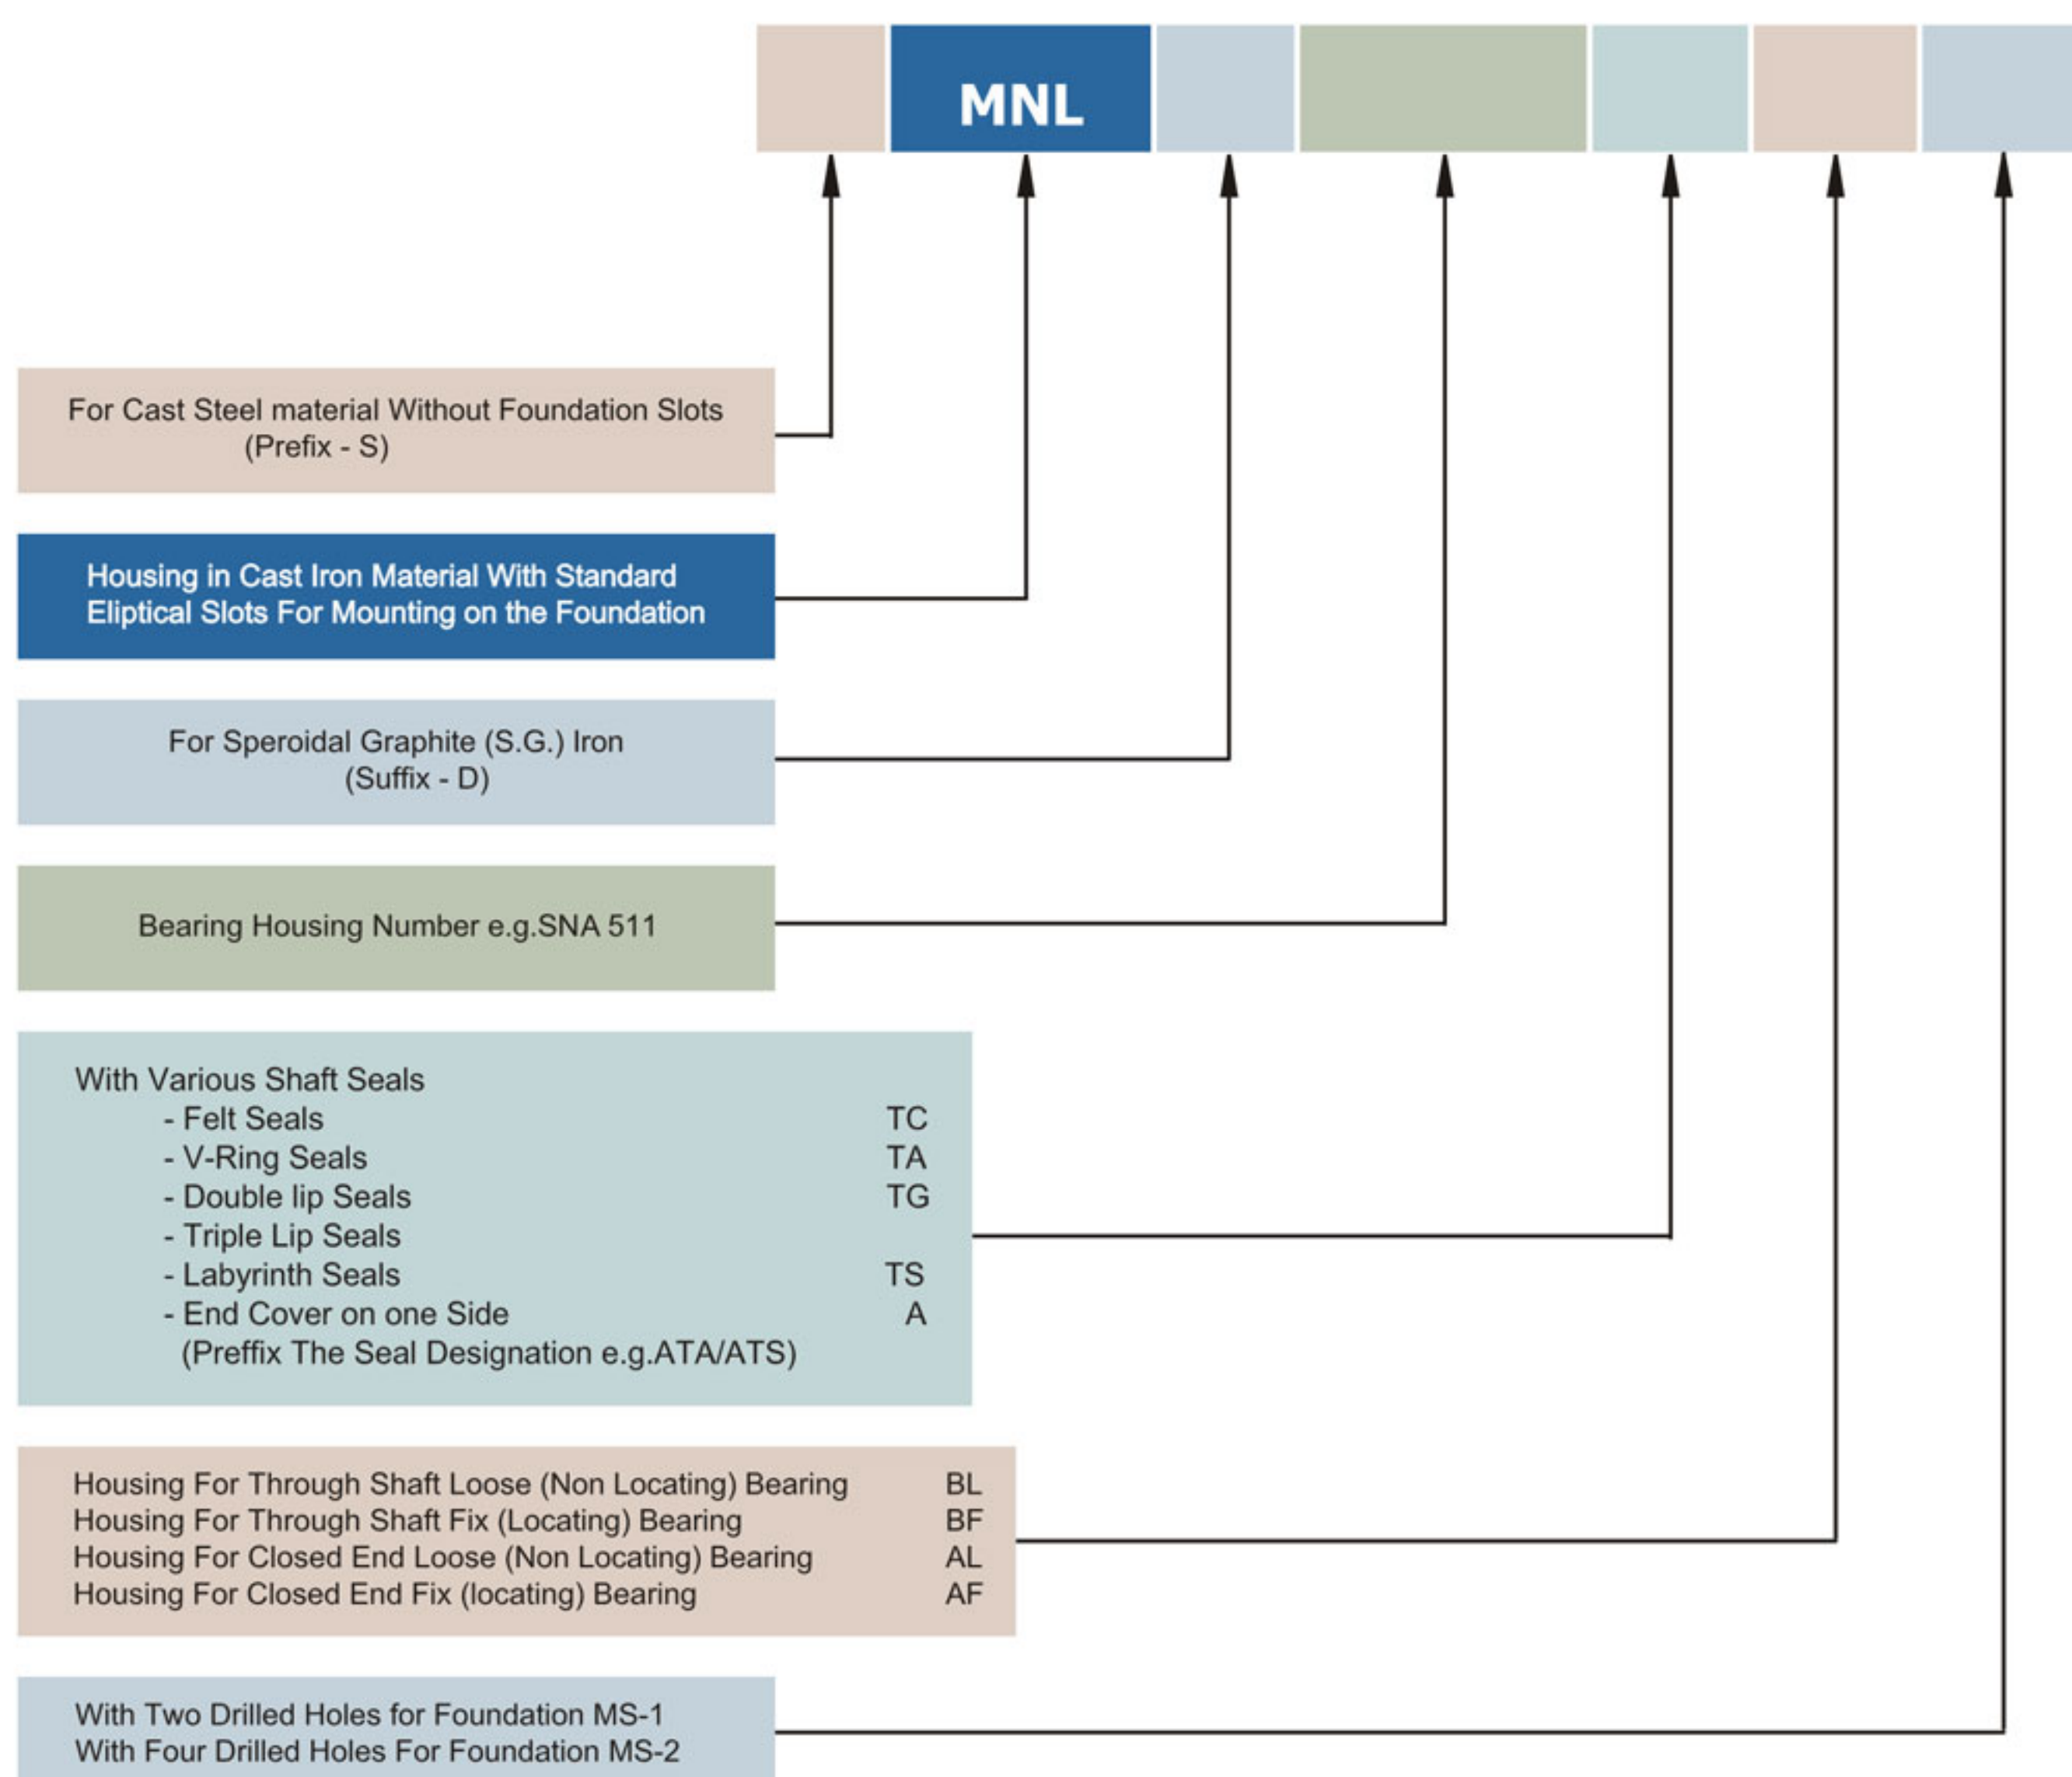 MNL
For Cast Steel material Without Foundation Slots
(Prefix - S)
Housing in Cast Iron Material With Standard
Eliptical Slots For Mounting on the Foundation
For Speroidal Graphite (S.G.) Iron
(Suffix - D)
Bearing Housing Number e.g.SNA 511
With Various Shaft Seals
- Felt Seals TC
- V-Ring Seals TA
- Double lip Seals TG
- Triple Lip Seals
- Labyrinth Seals TS
- End Cover on one Side A
(Preffix The Seal Designation e.g.ATA/ATS)
Housing For Through Shaft Loose (Non Locating) Bearing BL
Housing For Through Shaft Fix (Locating) Bearing BF
Housing For Closed End Loose (Non Locating) Bearing AL
Housing For Closed End Fix (locating) Bearing AF
With Two Drilled Holes for Foundation MS-1
With Four Drilled Holes For Foundation MS-2